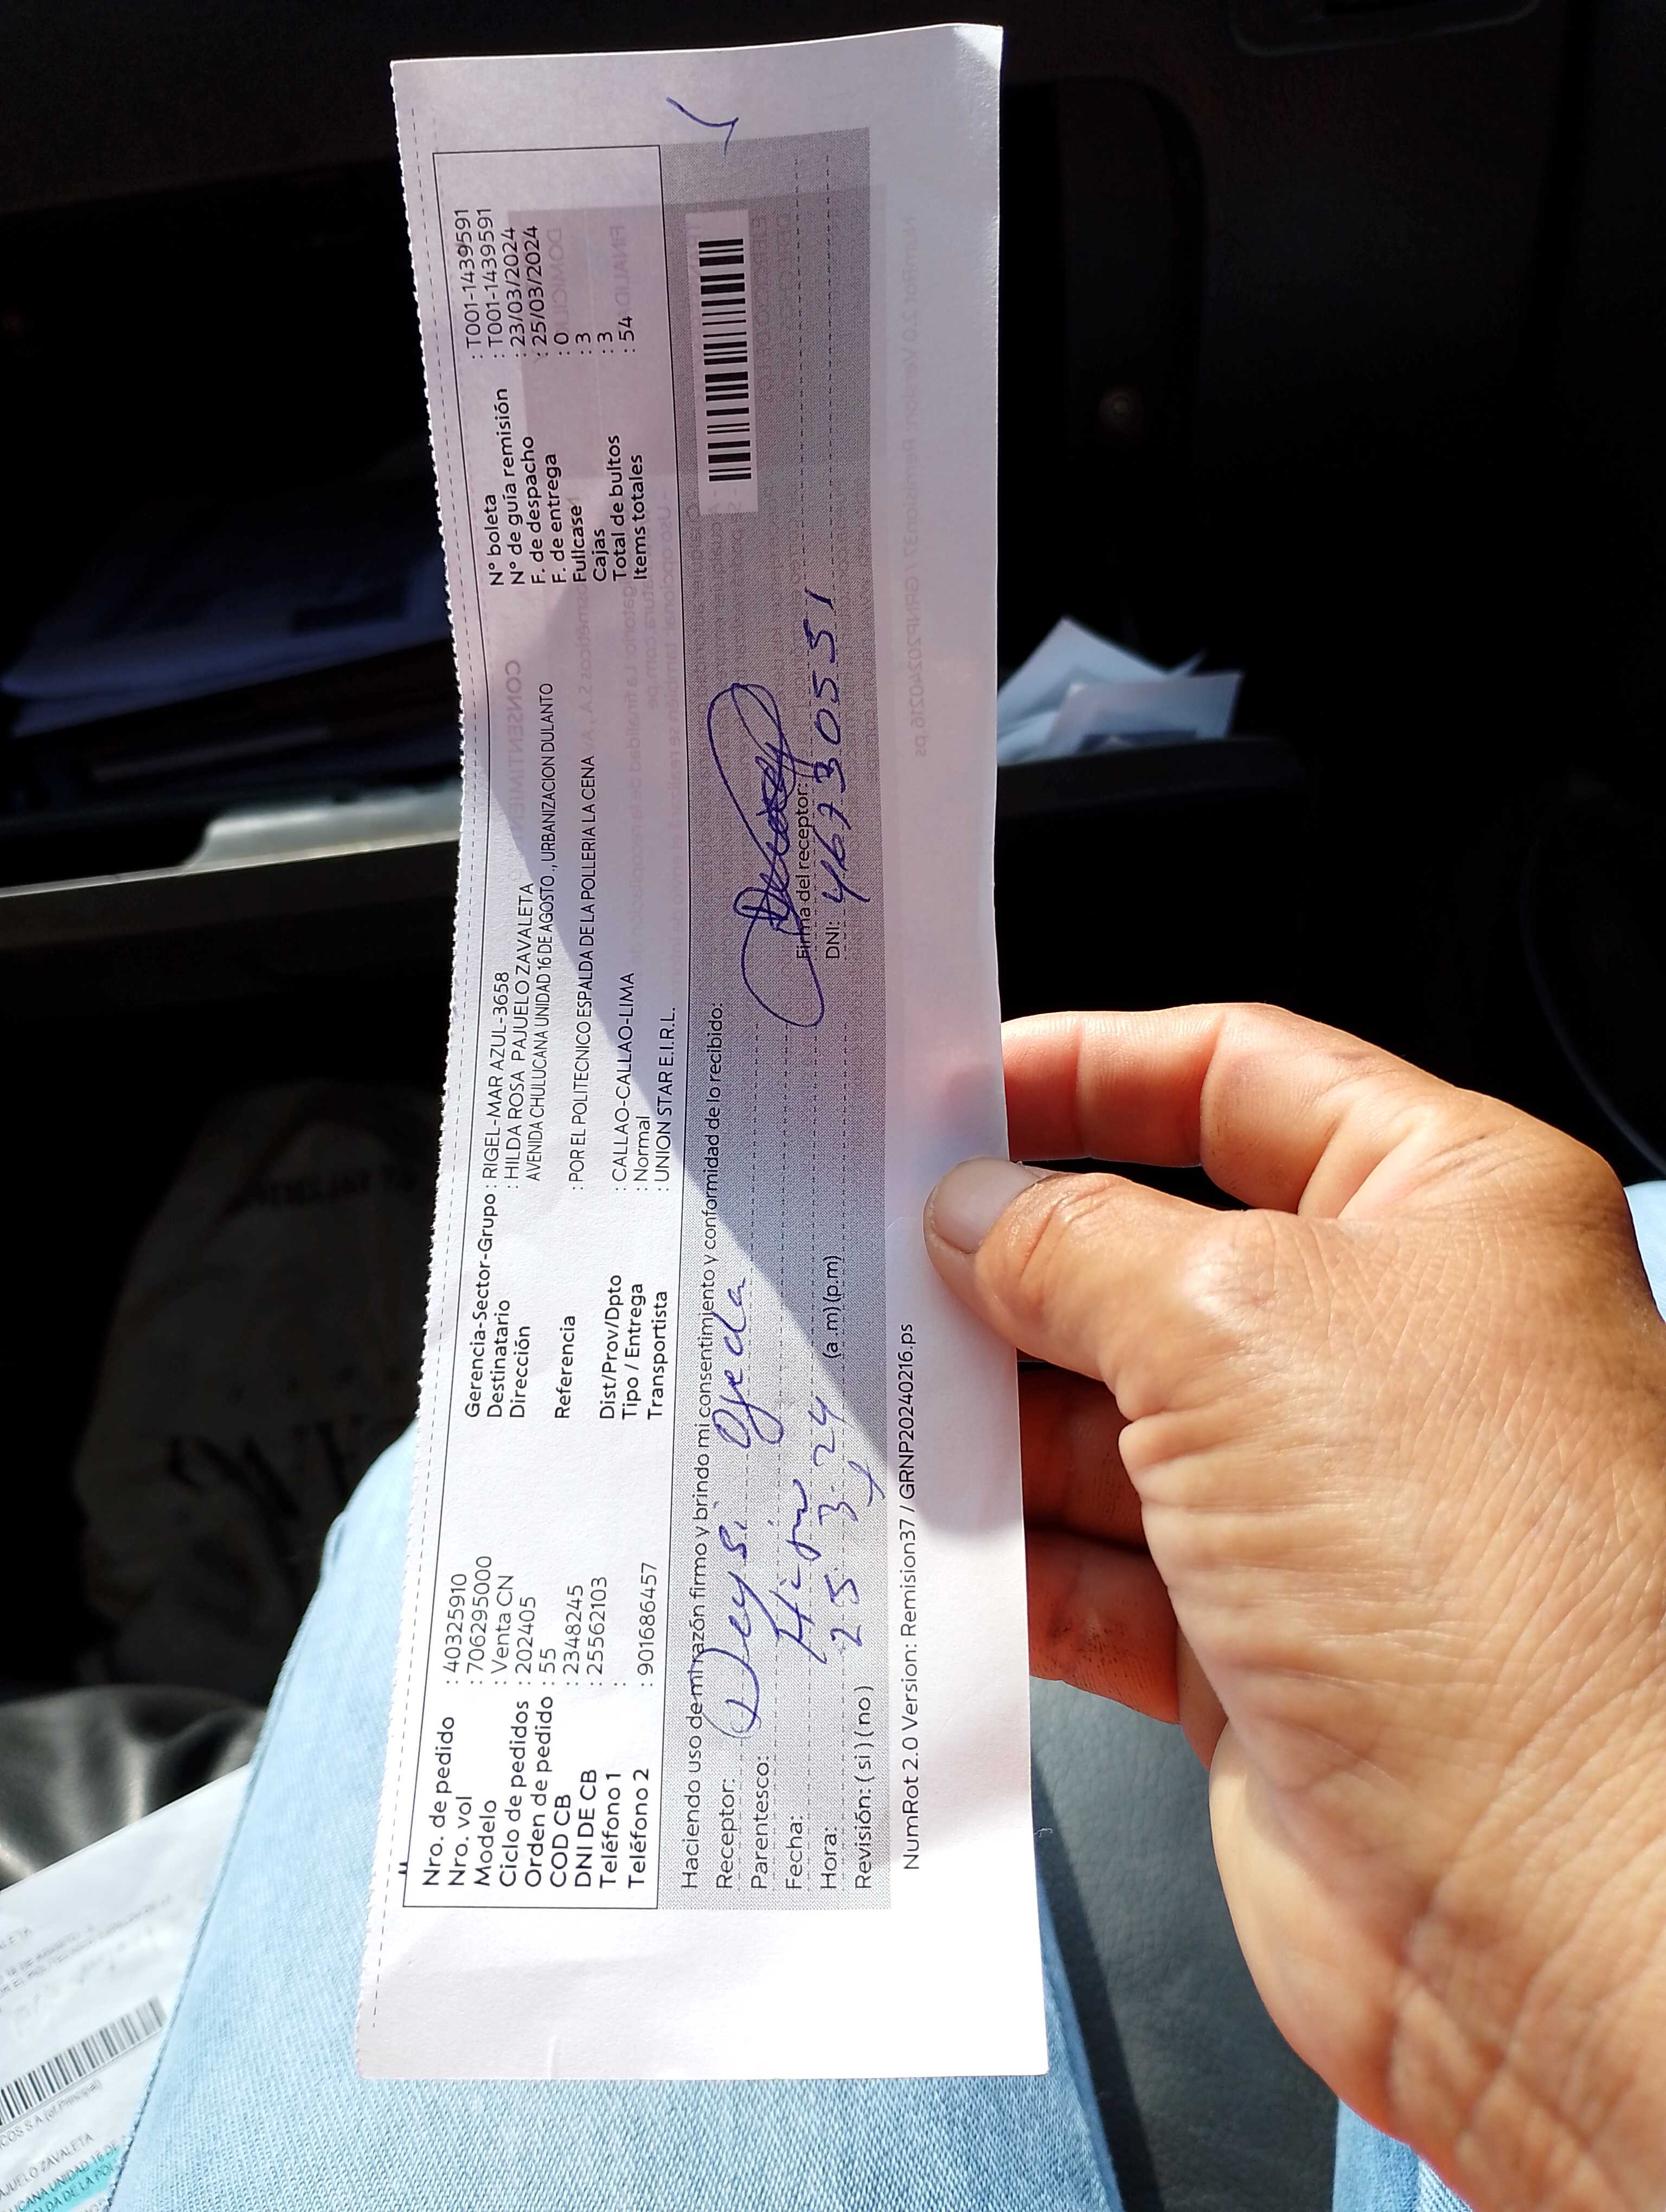 Nro. de pedido : 40325910
Nro. vol : 706295000
Modelo : Venta CN
Ciclo de pedidos : 202405
Orden de pedido : 55
COD CB : 23482245
DNI DE CB : 25562103
Teléfono 1 :
Teléfono 2 : 901686457
Gerencia-Sector-Grupo : RIGEL-MAR AZUL-3658
Destinatario : HILDA ROSA PAJUELO ZAVALETA
Dirección AVENIDA CHULUCANA UNIDAD 16 DE AGOSTO , URBANIZACION DULANTO
Referencia : POR EL POLITECNICO ESPALDA DE LA POLLERIA LA CENA
Dist/Prov/Dpto : CALLAO-CALLAO-LIMA
Tipo / Entrega : Normal
Transportista : UNION STAR E.I.R.L.
N° boleta : T001-1439591
N° de guía remisión : T001-1439591
F. de despacho : 23/03/2024
F. de entrega : 25/03/2024
Fullcase : 0
Cajas : 3
Total de bultos : 3
Items totales : 54
Haciendo uso de mi razón firmo y brindo mi consentimiento y conformidad de lo recibido:
Receptor: Deysi Ojeda
Parentesco:
Fecha: 25 3 24
Hora: (a.m) (p.m)
Revisión: ( si ) ( no )
Firma del receptor:
DNI: 46730551
NumRot 2.0 Version: Remision37 / GRNP20240216.ps